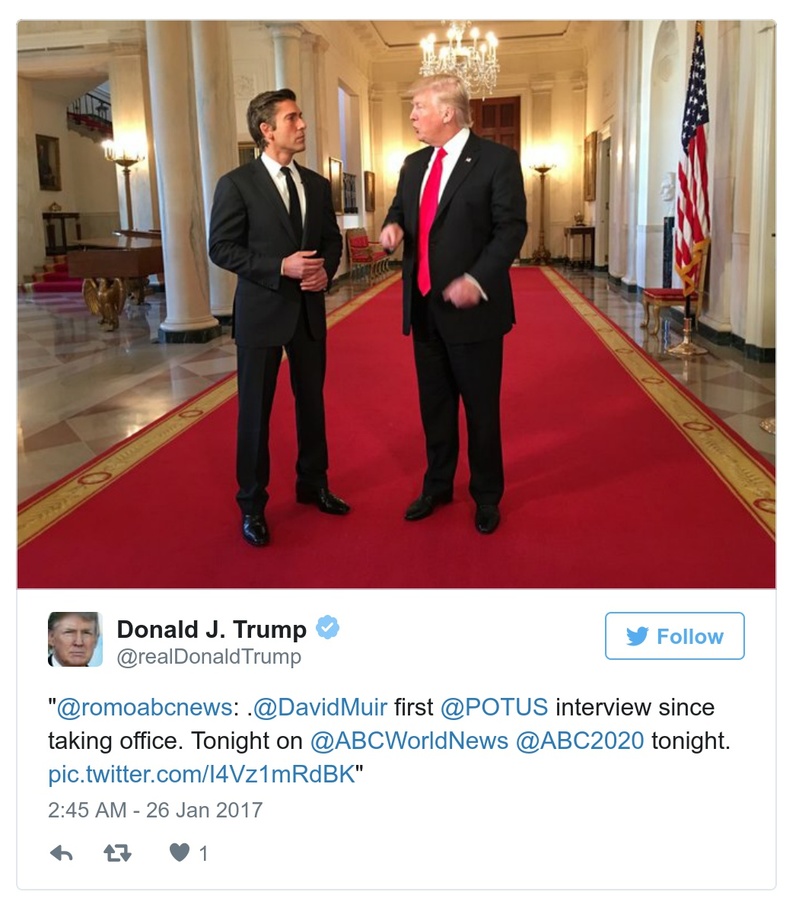 Donald J. Trump
@realDonaldTrump
Follow
"@romoabcnews: .@DavidMuir first @POTUS interview since
taking office. Tonight on @ABCWorldNews @ABC2020 tonight.
pic.twitter.com/I4Vz1mRdBK"
2:45 AM - 26 Jan 2017
1